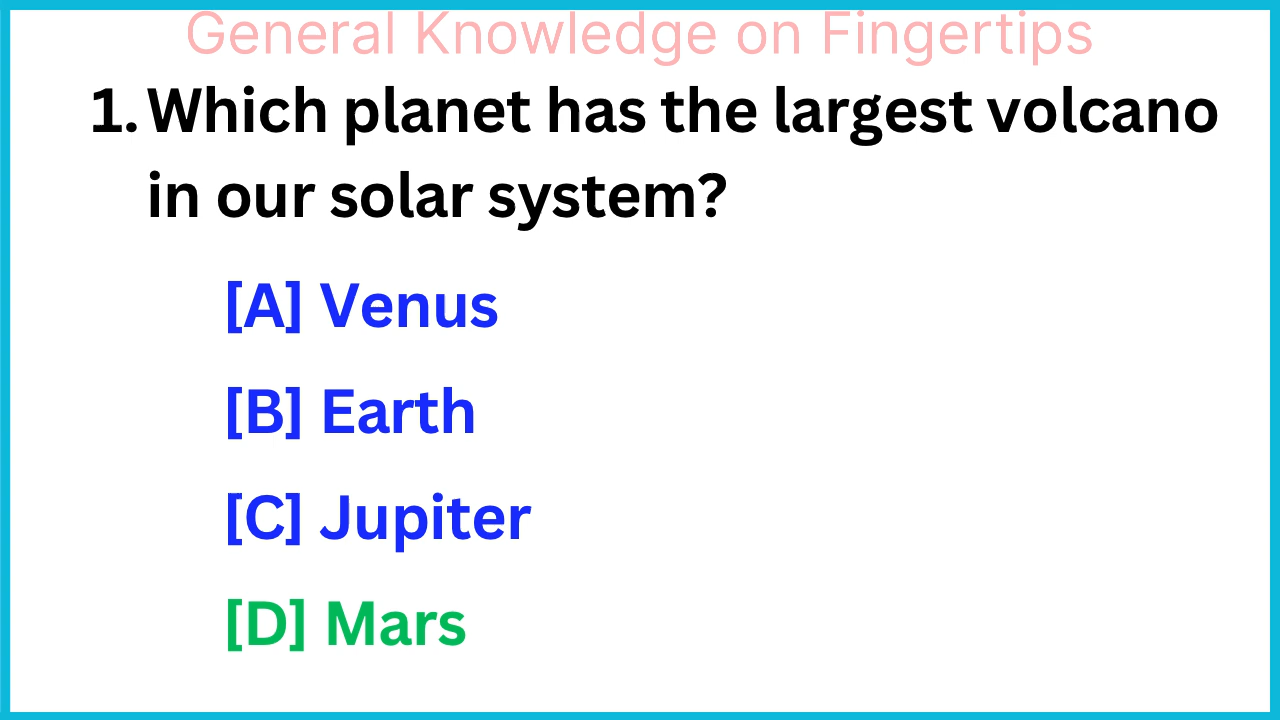 General Knowledge on Fingertips
1. Which planet has the largest volcano
in our solar system?
[A] Venus
[B] Earth
[C] Jupiter
[D] Mars